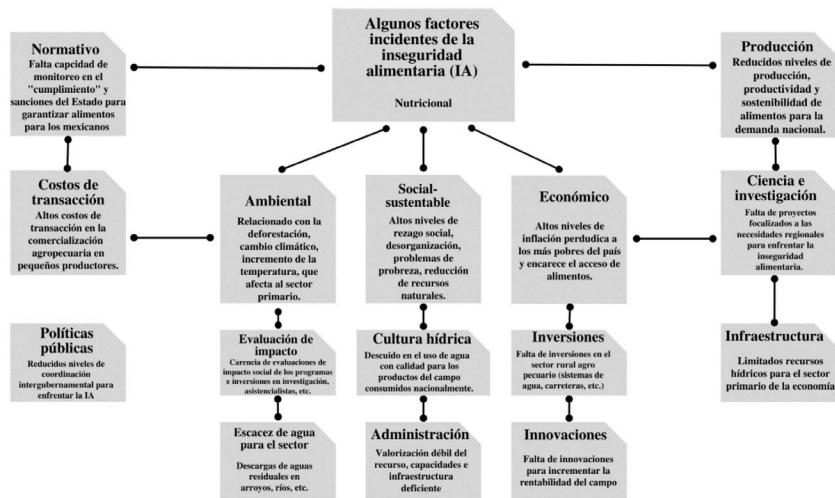 Algunos factores
incidentes de la
inseguridad
alimentaria (IA)
Nutricional
Normativo
Falta capcidad de
monitoreo en el
"cumplimiento" y
sanciones del Estado para
garantizar alimentos
para los mexicanos
Producción
Reducidos niveles de
producción,
productividad y
sostenibilidad de
alimentos para la
demanda nacional.
Costos de
transacción
Altos costos de
transacción en la
comercialización
agropecuaria en
pequeños productores.
Ambiental
Relacionado con la
deforestación,
cambio climático,
incremento de la
temperatura, que
afecta al sector
primario.
Social-
sustentable
Altos niveles de
rezago social,
desorganización,
problemas de
probreza, reducción
de recursos
naturales.
Económico
Altos niveles de
inflación perdudica a
los más pobres del país
y encarece el acceso de
alimentos.
Ciencia e
investigación
Falta de proyectos
focalizados a las
necesidades regionales
para enfrentar la
inseguridad
alimentaria.
Políticas
públicas
Reducidos niveles de
coordinación
intergubernamental para
enfrentar la IA
Evaluación de
impacto
Carencia de evaluaciones de
impacto social de los programas
e inversiones en investigación,
asistencialistas, etc.
Cultura hídrica
Descuido en el uso de agua
con calidad para los
productos del campo
consumidos nacionalmente.
Inversiones
Falta de inversiones en el
sector rural agro
pecuario (sistemas de
agua, carreteras, etc.)
Infraestructura
Limitados recursos
hídricos para el sector
primario de la economía
Escacez de agua
para el sector
Descargas de aguas
residuales en
arroyos, ríos, etc.
Administración
Valorización débil del
recurso, capacidades e
infraestructura
deficiente
Innovaciones
Falta de innovaciones
para incrementar la
rentabilidad del campo